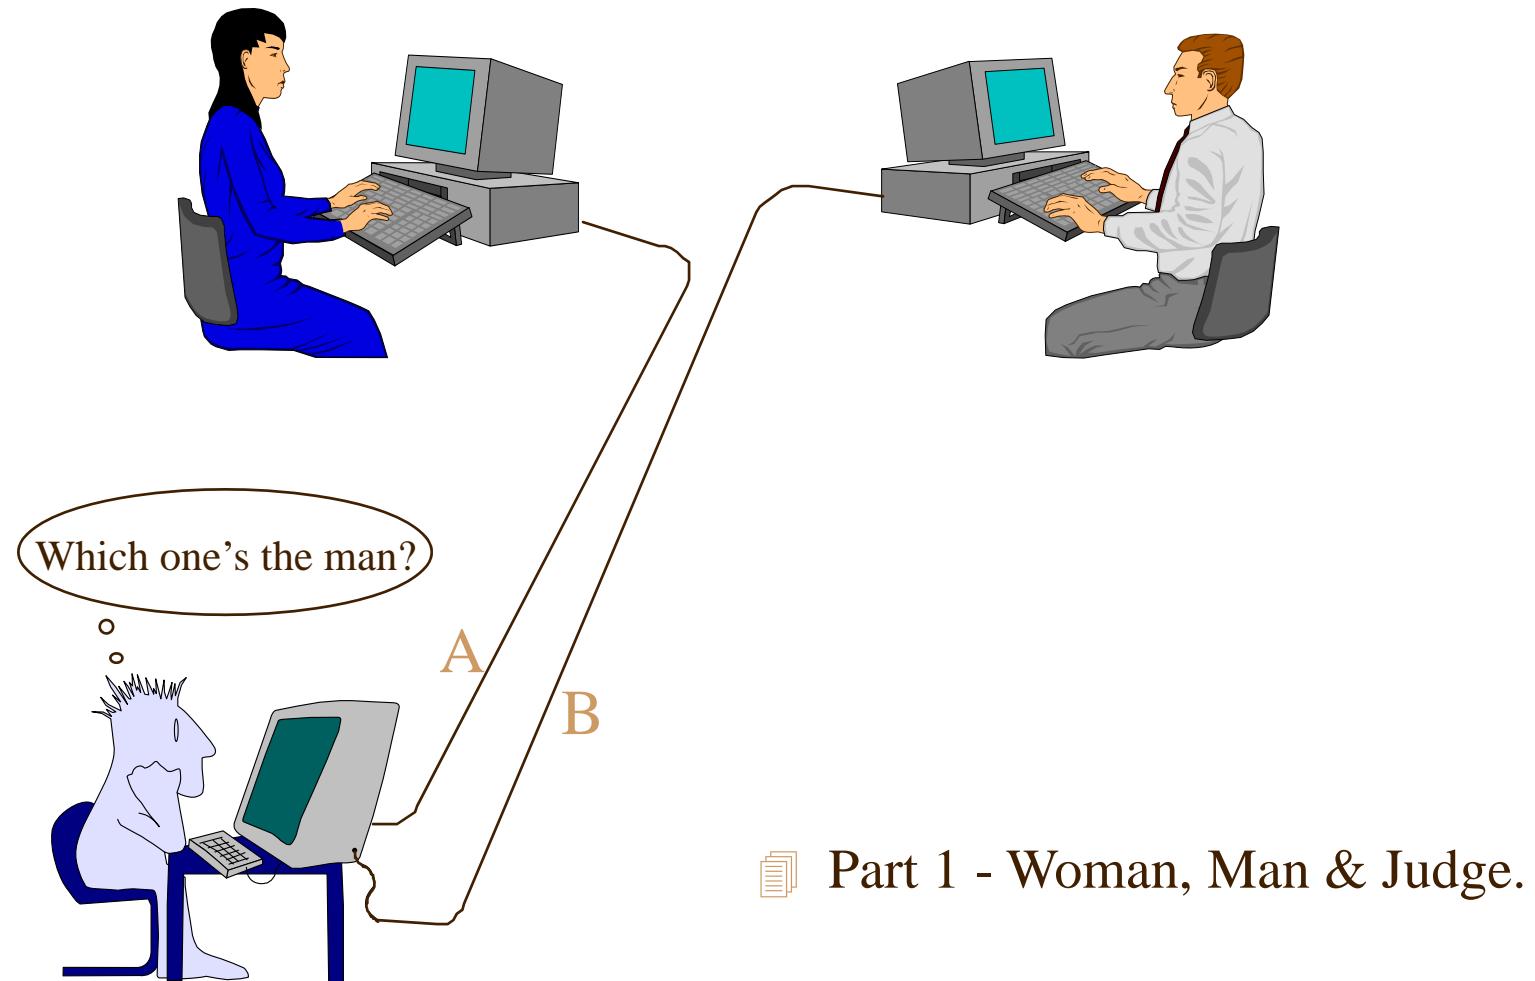 Which one’s the man?
A
B
Part 1 - Woman, Man & Judge.